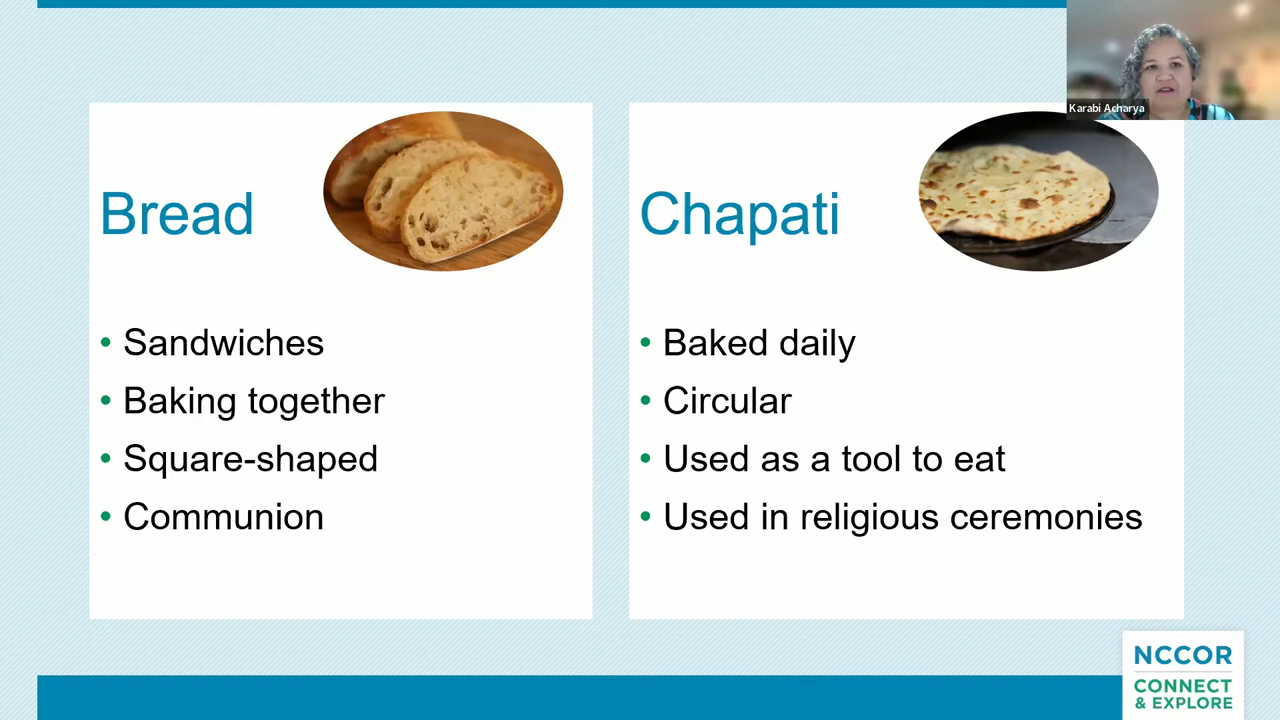 Karabi Acharya
Bread
• Sandwiches
• Baking together
• Square-shaped
• Communion
Chapati
• Baked daily
• Circular
• Used as a tool to eat
• Used in religious ceremonies
NCCOR
CONNECT
& EXPLORE